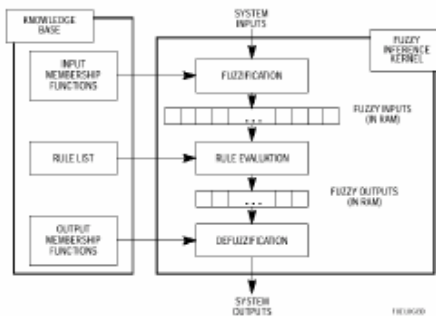 KNOWLEDGE
BASE
SYSTEM
INPUTS
FUZZY
INFERENCE
KERNEL
INPUT
MEMBERSHIP
FUNCTIONS
FUZZIFICATION
...
FUZZY INPUTS
(IN RAM)
RULE LIST
RULE EVALUATION
...
FUZZY OUTPUTS
(IN RAM)
OUTPUT
MEMBERSHIP
FUNCTIONS
DEFUZZIFICATION
SYSTEM
OUTPUTS